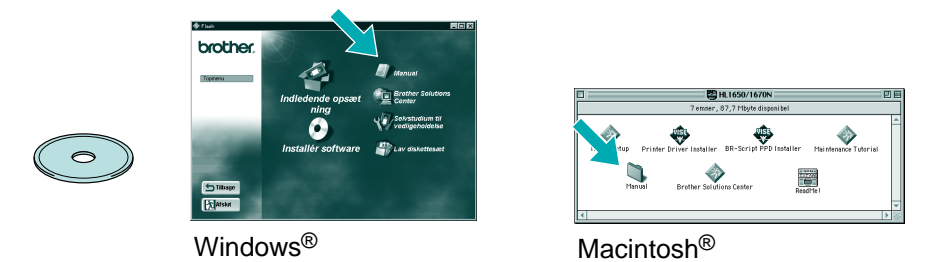 Flash
brother.
Topmenu
Manual
Indledende opsæt
ning
Brother Solutions
Center
Selvstudium til
vedligeholdelse
Installér software
Lav diskettesæt
Tilbage
Afslut
Windows®
HL1650/1670N
7 emner, 87,7 Mbyte disponibel
Printer Driver Installer
BR-Script PPD Installer
Maintenance Tutorial
Manual
Brother Solutions Center
ReadMe!
Macintosh®